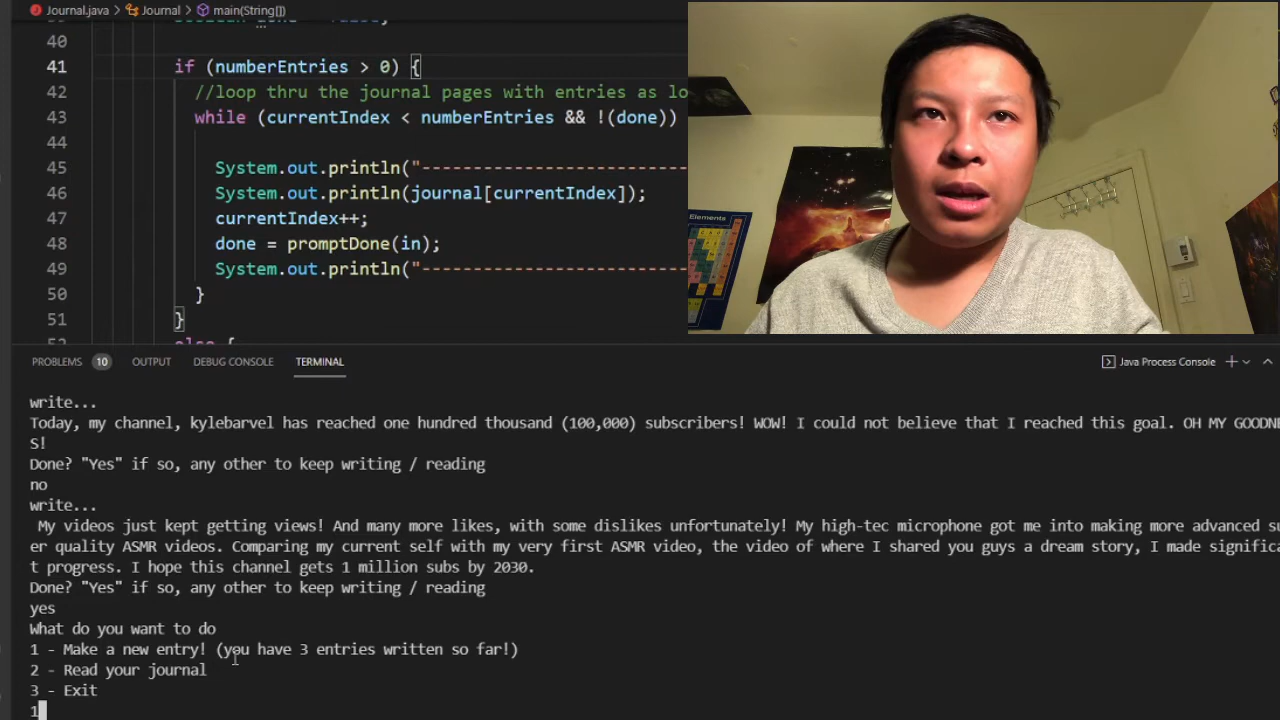 Journal.java > Journal > main(String[])
40
41 if (numberEntries > 0) {
42 //loop thru the journal pages with entries as lo
43 while (currentIndex < numberEntries && !(done))
44
45 System.out.println("--------------------------------
46 System.out.println(journal[currentIndex]);
47 currentIndex++;
48 done = promptDone(in);
49 System.out.println("--------------------------------
50 }
51 }
else {
Elements
PROBLEMS 10 OUTPUT DEBUG CONSOLE TERMINAL
Java Process Console
write...
Today, my channel, kylebarvel has reached one hundred thousand (100,000) subscribers! WOW! I could not believe that I reached this goal. OH MY GOODNE
S!
Done? "Yes" if so, any other to keep writing / reading
no
write...
My videos just kept getting views! And many more likes, with some dislikes unfortunately! My high-tec microphone got me into making more advanced su
er quality ASMR videos. Comparing my current self with my very first ASMR video, the video of where I shared you guys a dream story, I made significa
t progress. I hope this channel gets 1 million subs by 2030.
Done? "Yes" if so, any other to keep writing / reading
yes
What do you want to do
1 - Make a new entry! (you have 3 entries written so far!)
2 - Read your journal
3 - Exit
1